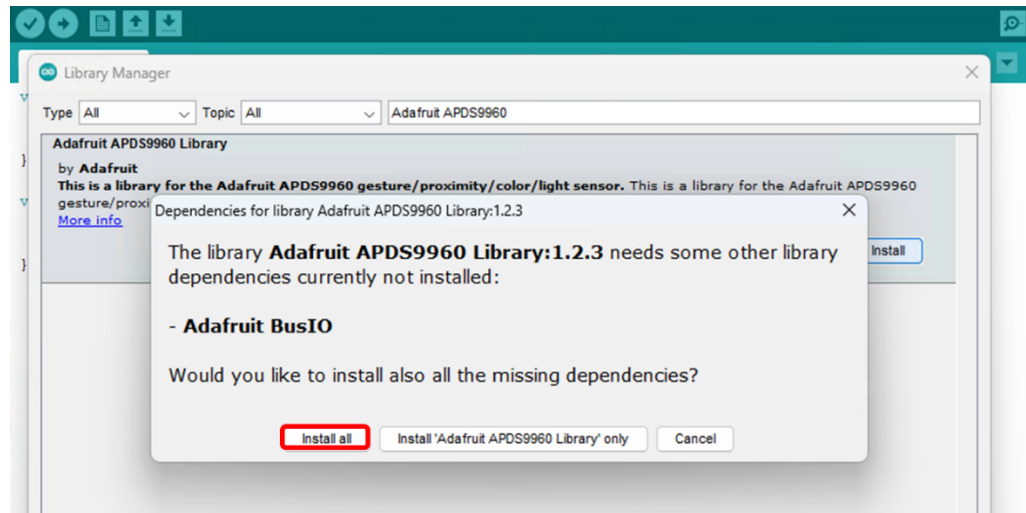 Library Manager
Type All Topic All Adafruit APDS9960
Adafruit APDS9960 Library
by Adafruit
This is a library for the Adafruit APDS9960 gesture/proximity/color/light sensor. This is a library for the Adafruit APDS9960
gesture/proxi
More info
Install
Dependencies for library Adafruit APDS9960 Library:1.2.3
The library Adafruit APDS9960 Library:1.2.3 needs some other library
dependencies currently not installed:
- Adafruit BusIO
Would you like to install also all the missing dependencies?
Install all Install 'Adafruit APDS9960 Library' only Cancel
}
}